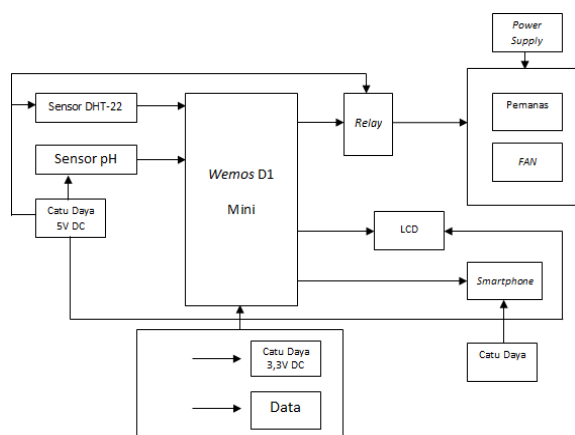 Power
Supply
Sensor DHT-22
Pemanas
Relay
Sensor pH
FAN
Wemos D1
Mini
Catu Daya
5V DC
LCD
Smartphone
Catu Daya
3,3V DC
Catu Daya
Data